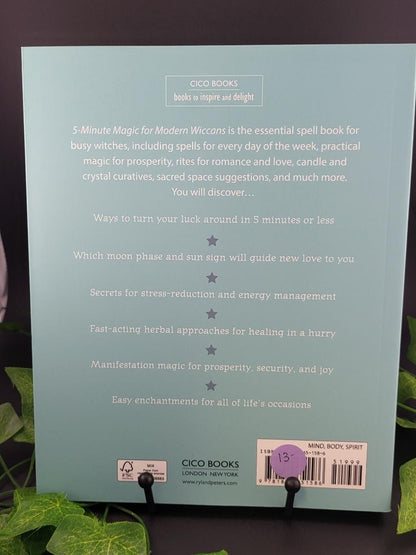 CICO BOOKS
books to inspire and delight
5-Minute Magic for Modern Wiccans is the essential spell book for
busy witches, including spells for every day of the week, practical
magic for prosperity, rites for romance and love, candle and
crystal curatives, sacred space suggestions, and much more.
You will discover...
Ways to turn your luck around in 5 minutes or less
Which moon phase and sun sign will guide new love to you
Secrets for stress-reduction and energy management
Fast-acting herbal approaches for healing in a hurry
Manifestation magic for prosperity, security, and joy
Easy enchantments for all of life's occasions
MIND, BODY, SPIRIT
51999
13-
FSC
MIX
CICO BOOKS
LONDON NEW YORK
www.rylandpeters.com